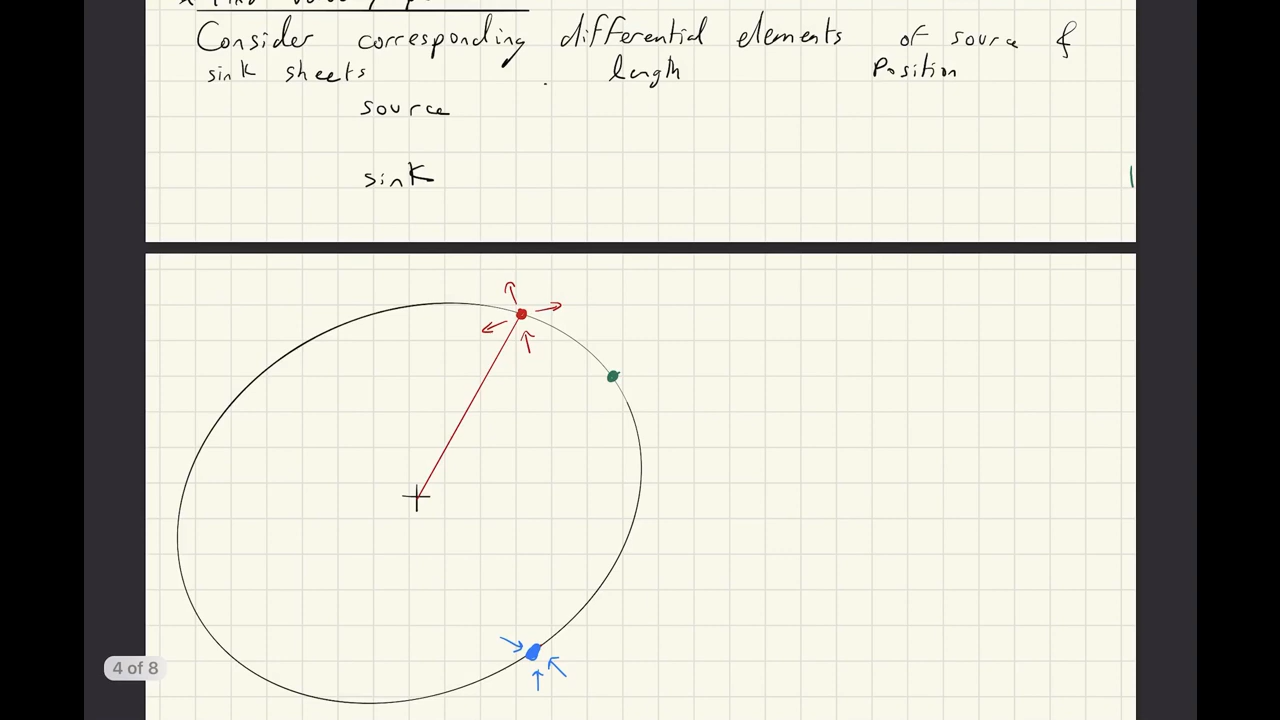 Consider corresponding differential elements of source &
sink sheets length Position
source
sink
4 of 8